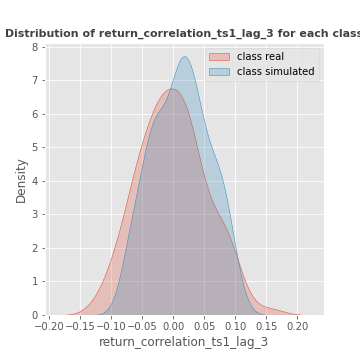 Distribution of return_correlation_ts1_lag_3 for each class
class real
class simulated
8
7
6
5
4
3
2
1
0
Density
−0.20 −0.15 −0.10 −0.05 0.00 0.05 0.10 0.15 0.20
return_correlation_ts1_lag_3